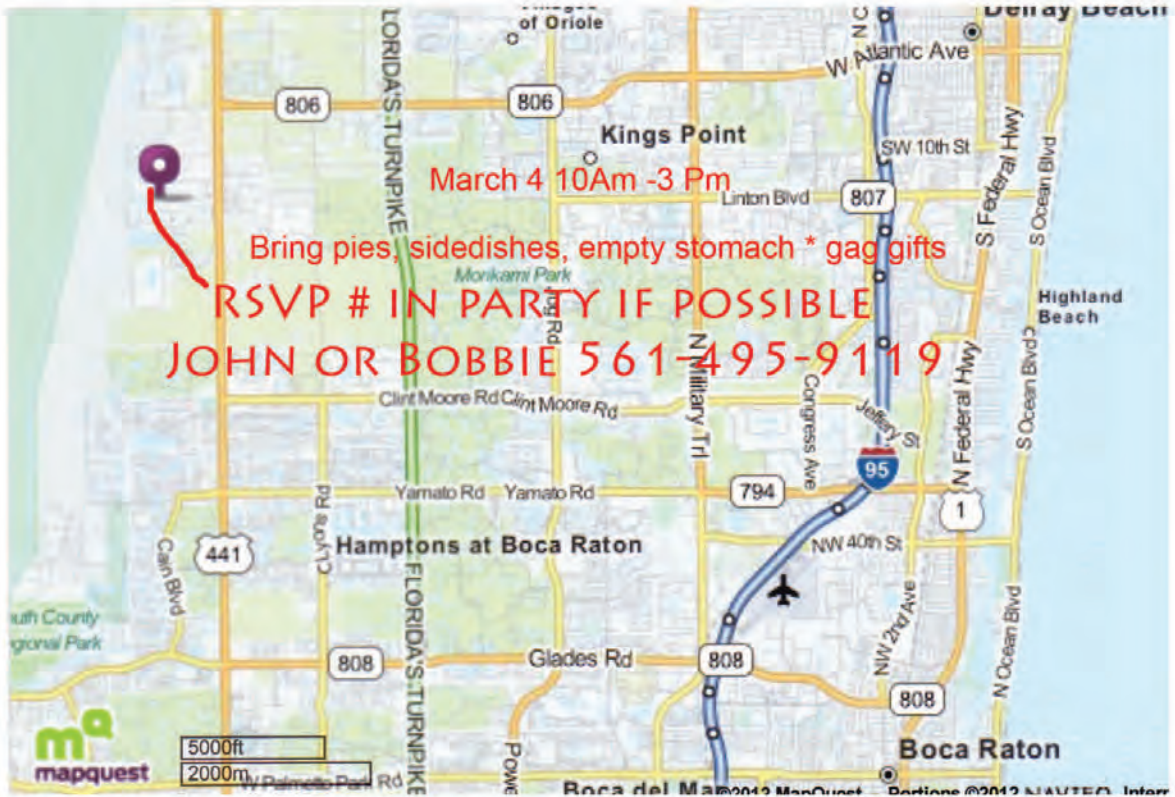 Delray Beach
Villages
of Oriole
W Atlantic Ave
N C
806
806
FLORIDA'S TURNPIKE
Kings Point
SW 10th St
March 4 10Am -3 Pm
Linton Blvd
807
S Federal Hwy
S Ocean Blvd
Bring pies, sidedishes, empty stomach * gag gifts
Morikami Park
Jog Rd
RSVP # IN PARTY IF POSSIBLE
Highland
Beach
JOHN OR BOBBIE 561-495-9119
N Military Trl
Clint Moore Rd
Clint Moore Rd
Congress Ave
Jeffery St
N Federal Hwy
S Ocean Blvd
95
Yamato Rd
Yamato Rd
794
1
Lyons Rd
441
Hamptons at Boca Raton
NW 40th St
Cain Blvd
FLORIDA'S TURNPIKE
South County
Regional Park
NW 2nd Ave
N Ocean Blvd
808
Glades Rd
808
808
mapquest
5000ft
2000m
W Palmetto Park Rd
Boca Raton
Boca del Mar
©2012 MapQuest
Portions ©2012 NAVTEQ, Interr